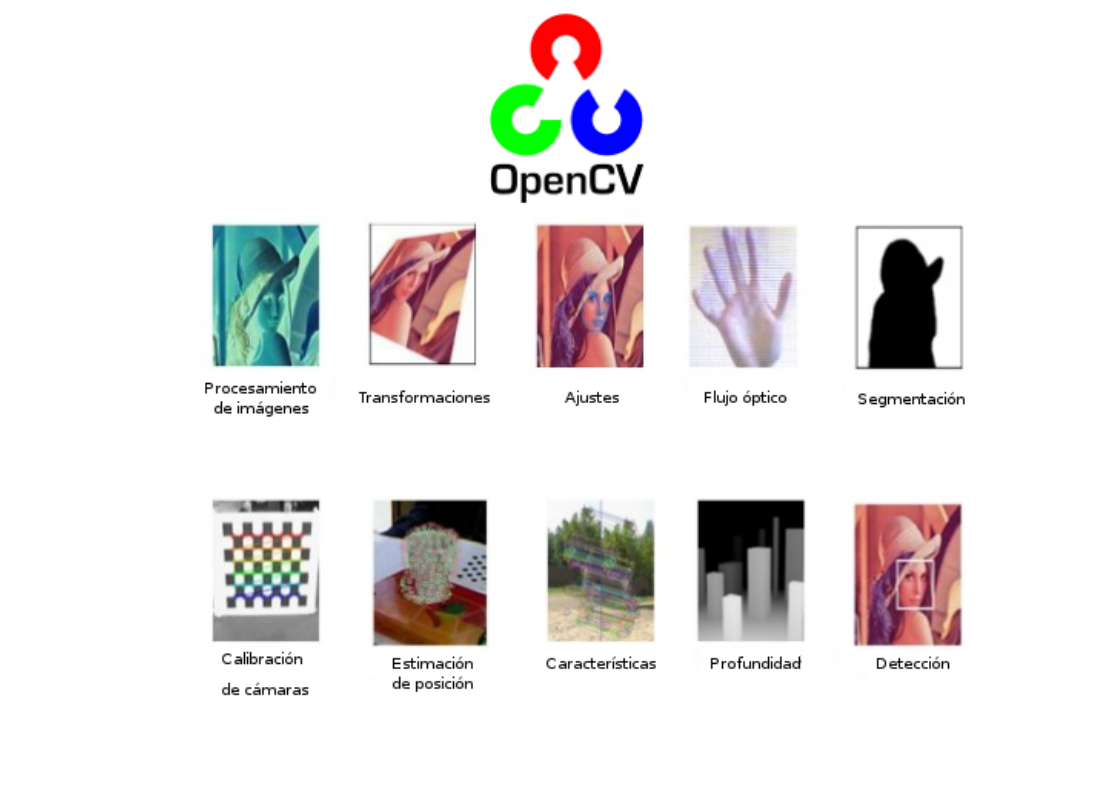 OpenCV
Procesamiento
de imágenes
Transformaciones
Ajustes
Flujo óptico
Segmentación
Calibración
de cámaras
Estimación
de posición
Características
Profundidad
Detección